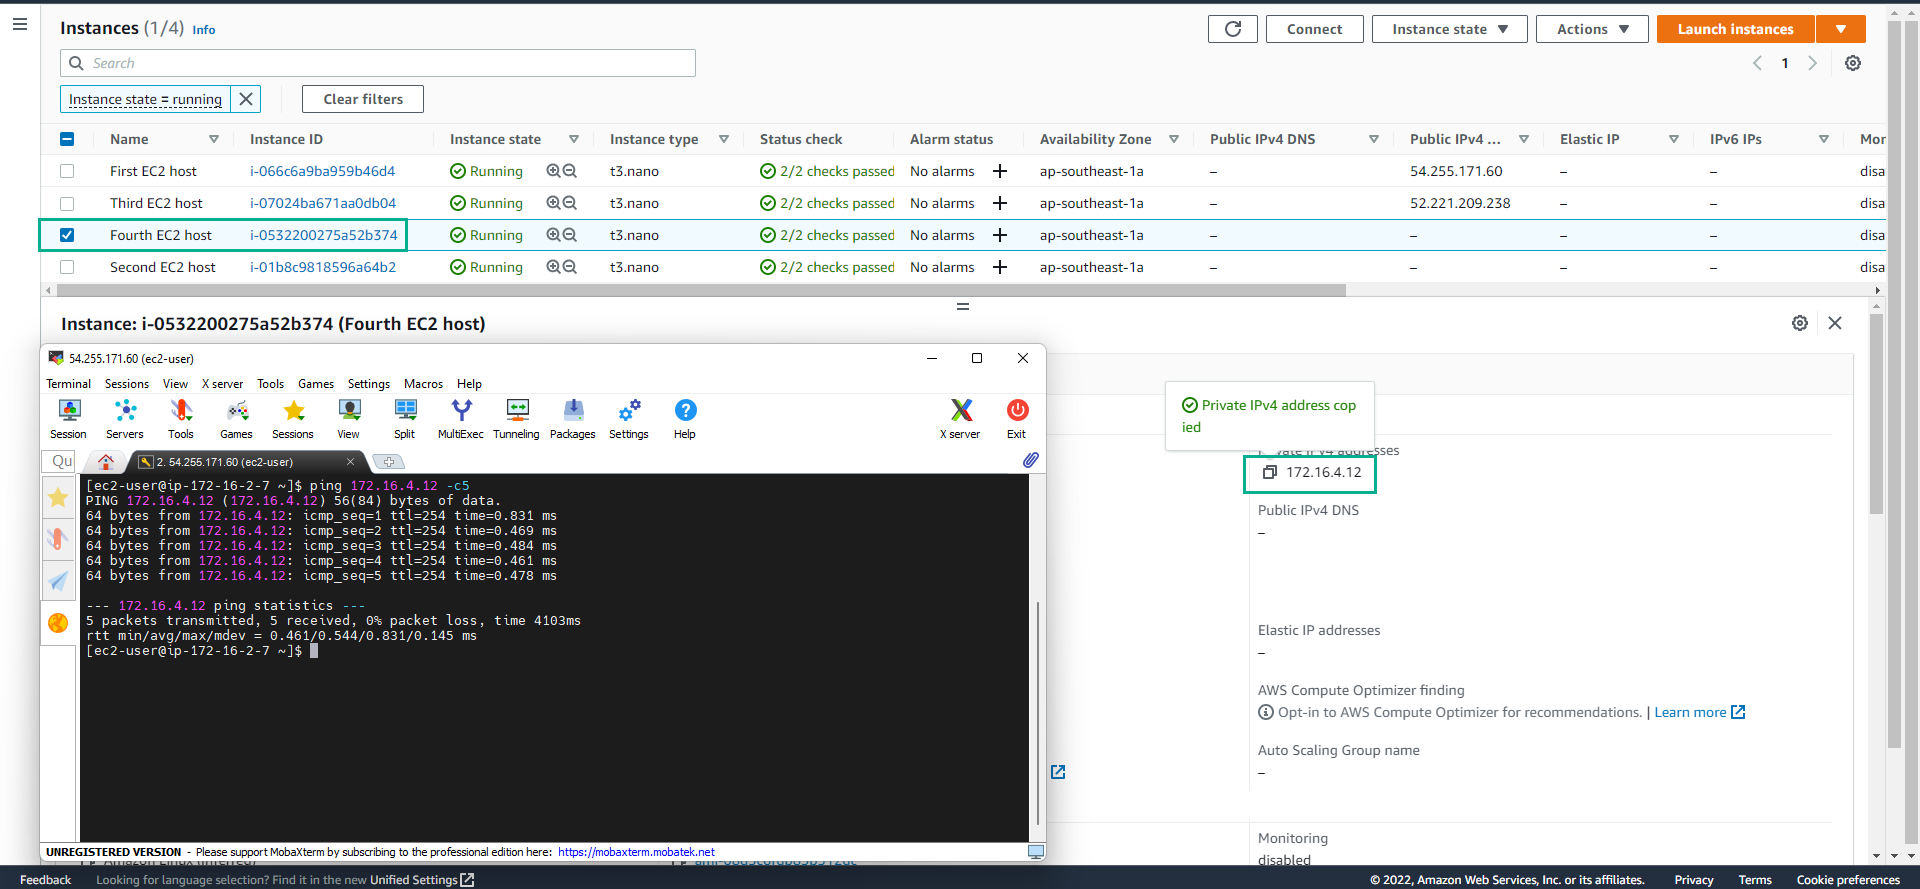 Instances (1/4) Info
Connect
Instance state
Actions
Launch instances
Search
1
Instance state = running
Clear filters
Name Instance ID Instance state Instance type Status check Alarm status Availability Zone Public IPv4 DNS Public IPv4 ... Elastic IP IPv6 IPs Mor
First EC2 host i-066c6a9ba959b46d4 Running t3.nano 2/2 checks passed No alarms + ap-southeast-1a – 54.255.171.60 – – disa
Third EC2 host i-07024ba671aa0db04 Running t3.nano 2/2 checks passed No alarms + ap-southeast-1a – 52.221.209.238 – – disa
Fourth EC2 host i-0532200275a52b374 Running t3.nano 2/2 checks passed No alarms + ap-southeast-1a – – – – disa
Second EC2 host i-01b8c9818596a64b2 Running t3.nano 2/2 checks passed No alarms + ap-southeast-1a – – – – disa
Instance: i-0532200275a52b374 (Fourth EC2 host)
54.255.171.60 (ec2-user)
Terminal Sessions View X server Tools Games Settings Macros Help
Session Servers Tools Games Sessions View Split MultiExec Tunneling Packages Settings Help X server Exit
Qu
2. 54.255.171.60 (ec2-user)
[ec2-user@ip-172-16-2-7 ~]$ ping 172.16.4.12 -c5
PING 172.16.4.12 (172.16.4.12) 56(84) bytes of data.
64 bytes from 172.16.4.12: icmp_seq=1 ttl=254 time=0.831 ms
64 bytes from 172.16.4.12: icmp_seq=2 ttl=254 time=0.469 ms
64 bytes from 172.16.4.12: icmp_seq=3 ttl=254 time=0.484 ms
64 bytes from 172.16.4.12: icmp_seq=4 ttl=254 time=0.461 ms
64 bytes from 172.16.4.12: icmp_seq=5 ttl=254 time=0.478 ms
--- 172.16.4.12 ping statistics ---
5 packets transmitted, 5 received, 0% packet loss, time 4103ms
rtt min/avg/max/mdev = 0.461/0.544/0.831/0.145 ms
[ec2-user@ip-172-16-2-7 ~]$
UNREGISTERED VERSION - Please support MobaXterm by subscribing to the professional edition here: https://mobaxterm.mobatek.net
Private IPv4 address cop
ied
addresses
172.16.4.12
Public IPv4 DNS
–
Elastic IP addresses
–
AWS Compute Optimizer finding
Opt-in to AWS Compute Optimizer for recommendations. | Learn more
Auto Scaling Group name
–
Monitoring
disabled
Feedback Looking for language selection? Find it in the new Unified Settings © 2022, Amazon Web Services, Inc. or its affiliates. Privacy Terms Cookie preferences